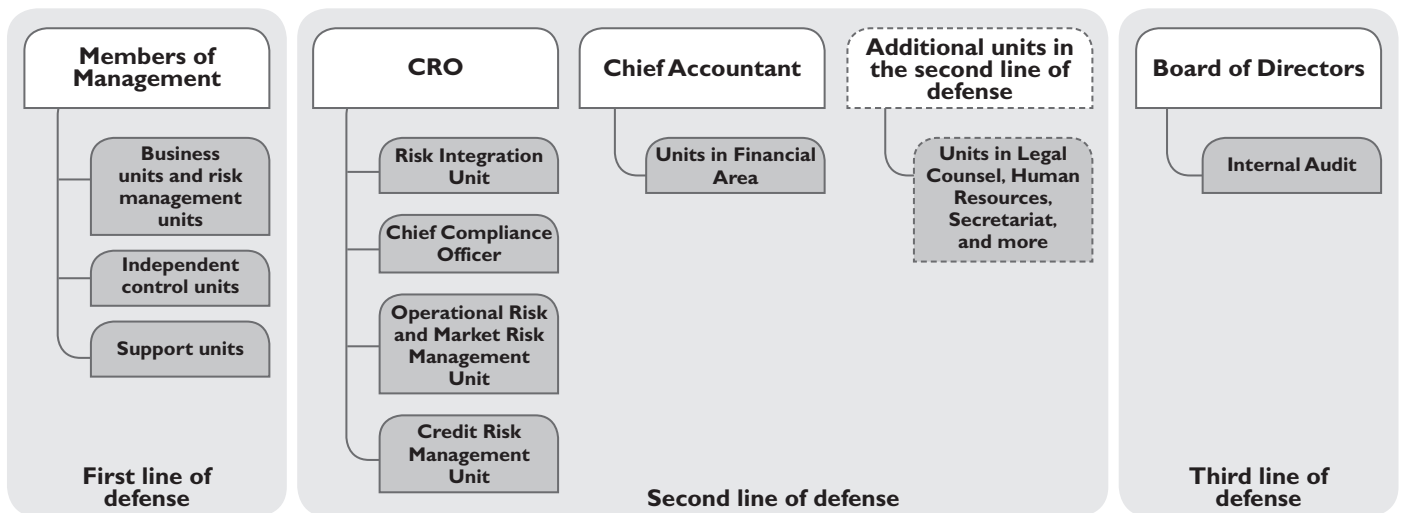 Members of
Management
Business
units and risk
management
units
Independent
control units
Support units
First line of
defense
CRO
Risk Integration
Unit
Chief Compliance
Officer
Operational Risk
and Market Risk
Management
Unit
Credit Risk
Management
Unit
Chief Accountant
Units in Financial
Area
Additional units in
the second line of
defense
Units in Legal
Counsel, Human
Resources,
Secretariat,
and more
Second line of defense
Board of Directors
Internal Audit
Third line of
defense